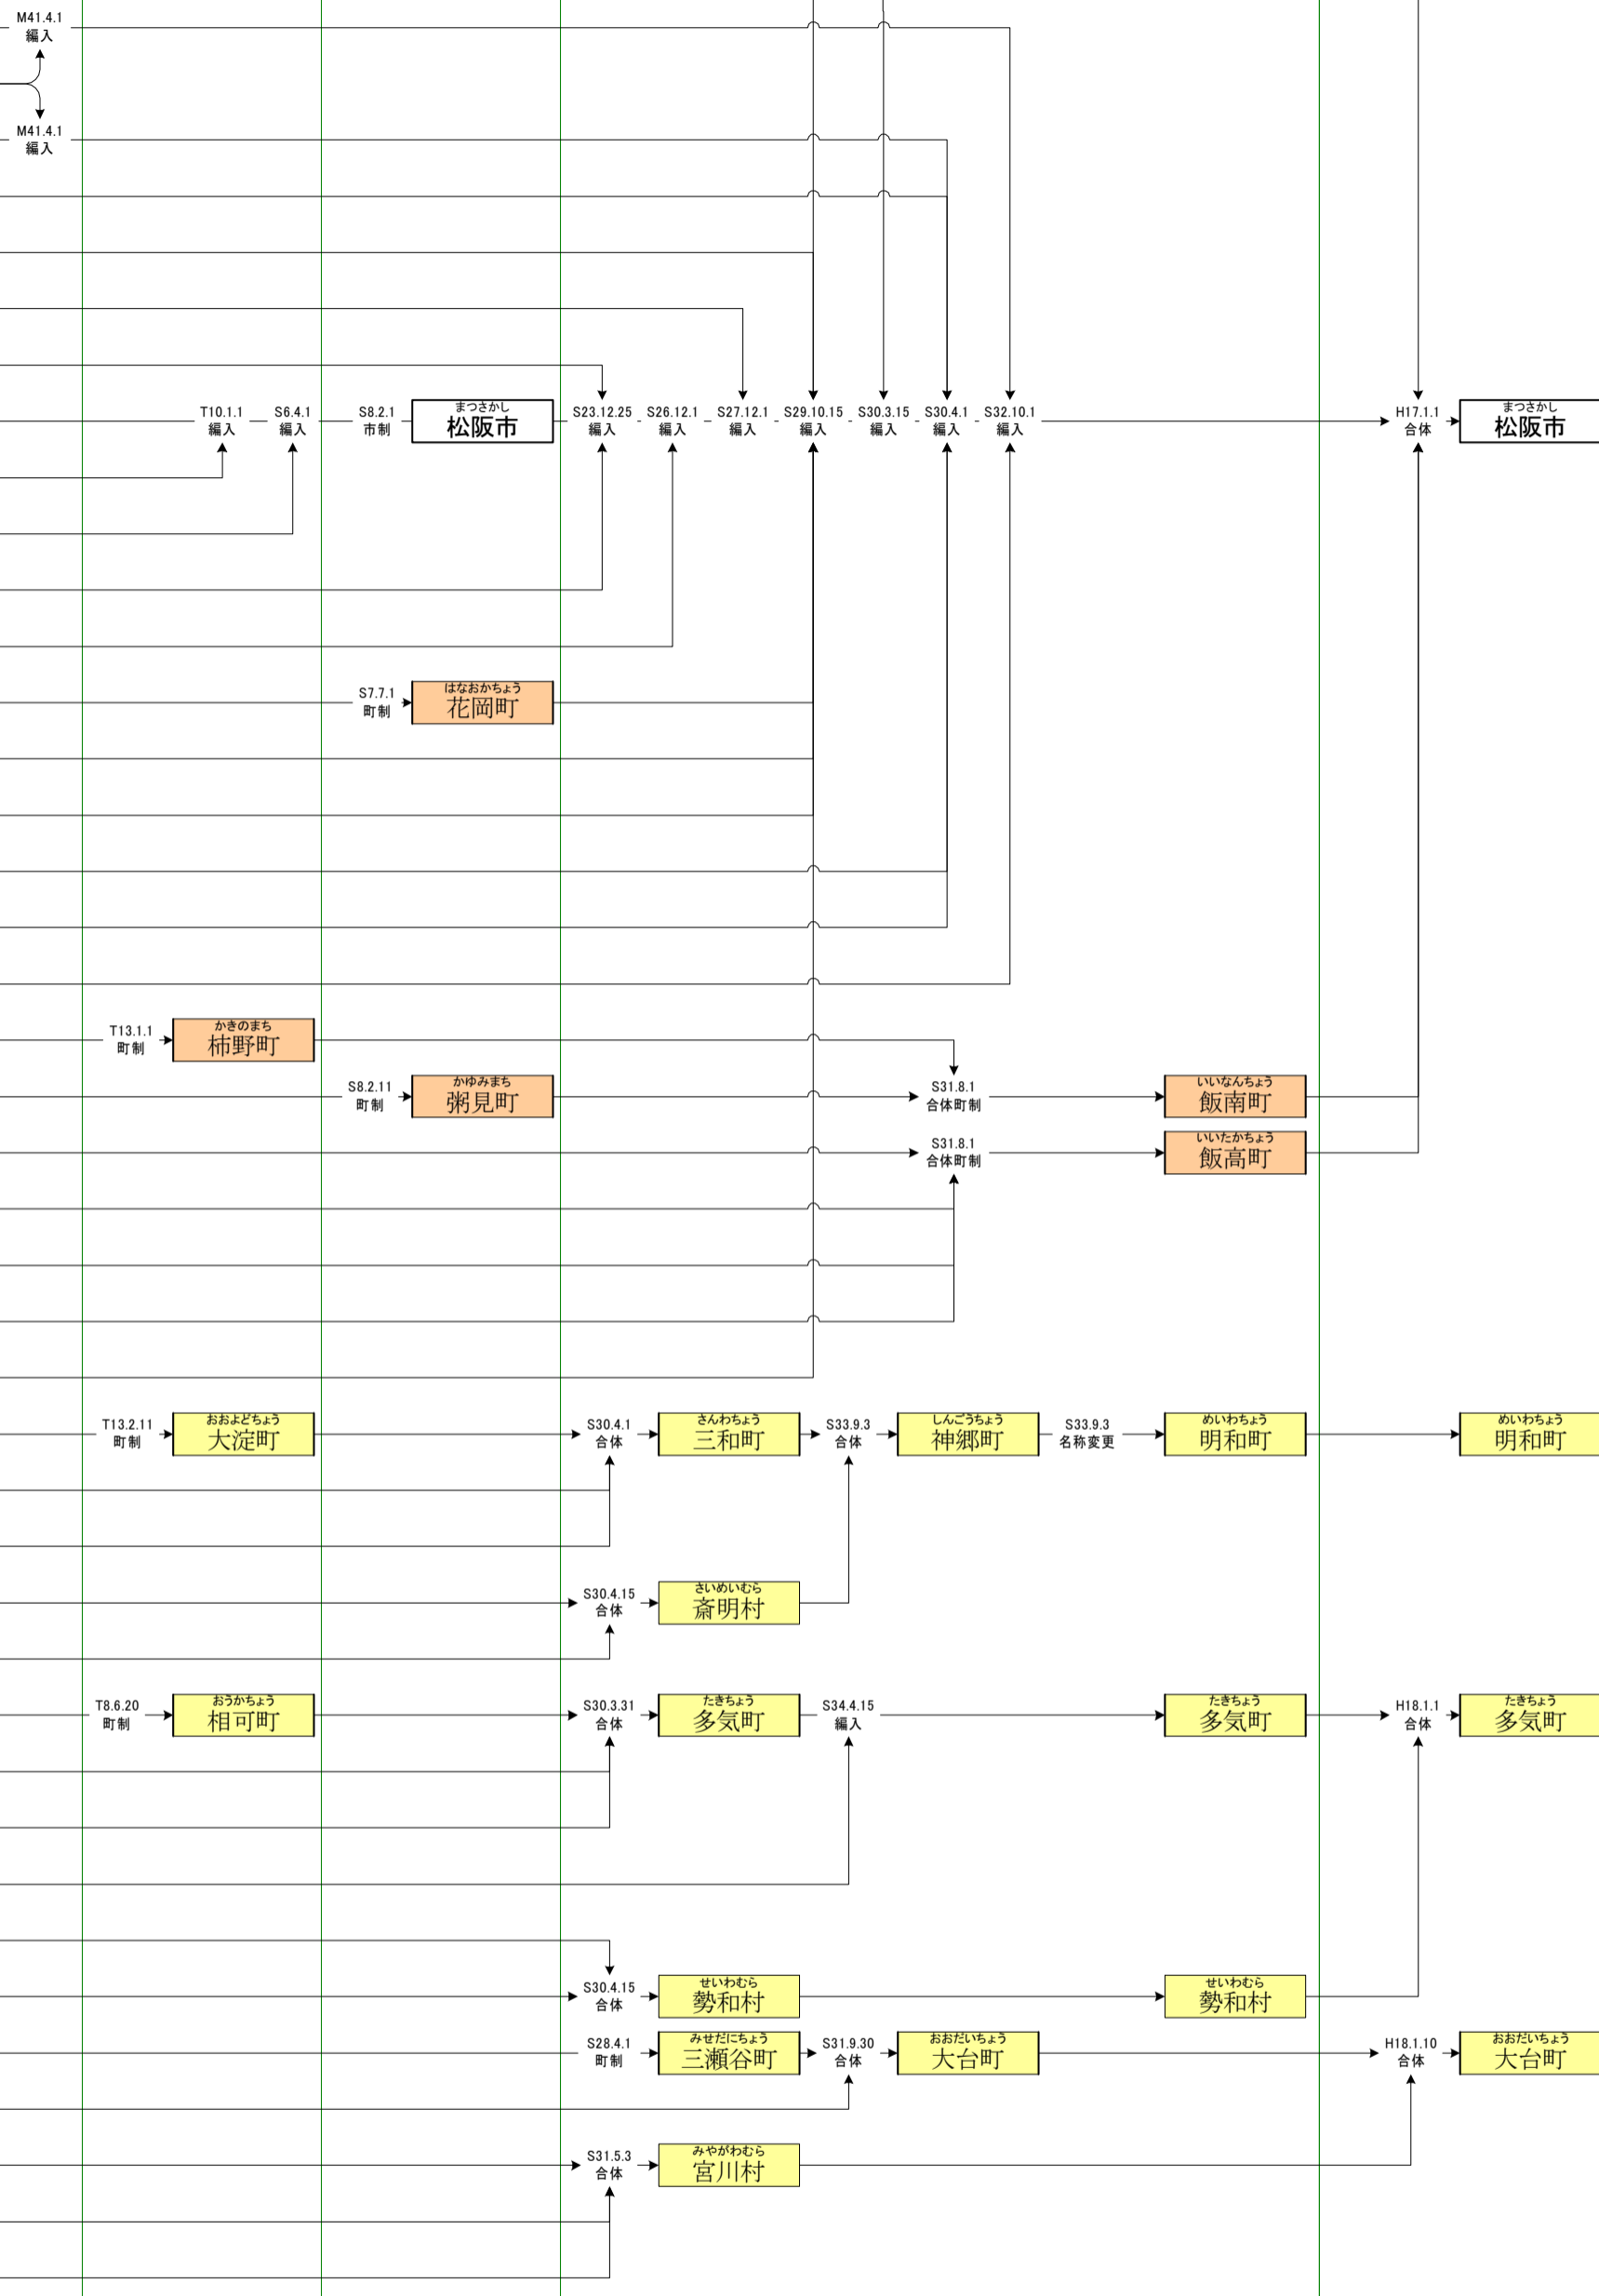 M41.4.1
編入
M41.4.1
編入
T10.1.1
編入
S6.4.1
編入
S8.2.1
市制
まつさかし
松阪市
S23.12.25
編入
S26.12.1
編入
S27.12.1
編入
S29.10.15
編入
S30.3.15
編入
S30.4.1
編入
S32.10.1
編入
H17.1.1
合体
まつさかし
松阪市
S7.7.1
町制
はなおかちょう
花岡町
T13.1.1
町制
かきのまち
柿野町
S8.2.11
町制
かゆみまち
粥見町
S31.8.1
合体町制
いいなんちょう
飯南町
S31.8.1
合体町制
いいたかちょう
飯高町
T13.2.11
町制
おおよどちょう
大淀町
S30.4.1
合体
さんわちょう
三和町
S33.9.3
合体
しんごうちょう
神郷町
S33.9.3
名称変更
めいわちょう
明和町
めいわちょう
明和町
S30.4.15
合体
さいめいむら
斎明村
T8.6.20
町制
おうかちょう
相可町
S30.3.31
合体
たきちょう
多気町
S34.4.15
編入
たきちょう
多気町
H18.1.1
合体
たきちょう
多気町
S30.4.15
合体
せいわむら
勢和村
せいわむら
勢和村
S28.4.1
町制
みせだにちょう
三瀬谷町
S31.9.30
合体
おおだいちょう
大台町
H18.1.10
合体
おおだいちょう
大台町
S31.5.3
合体
みやがわむら
宮川村